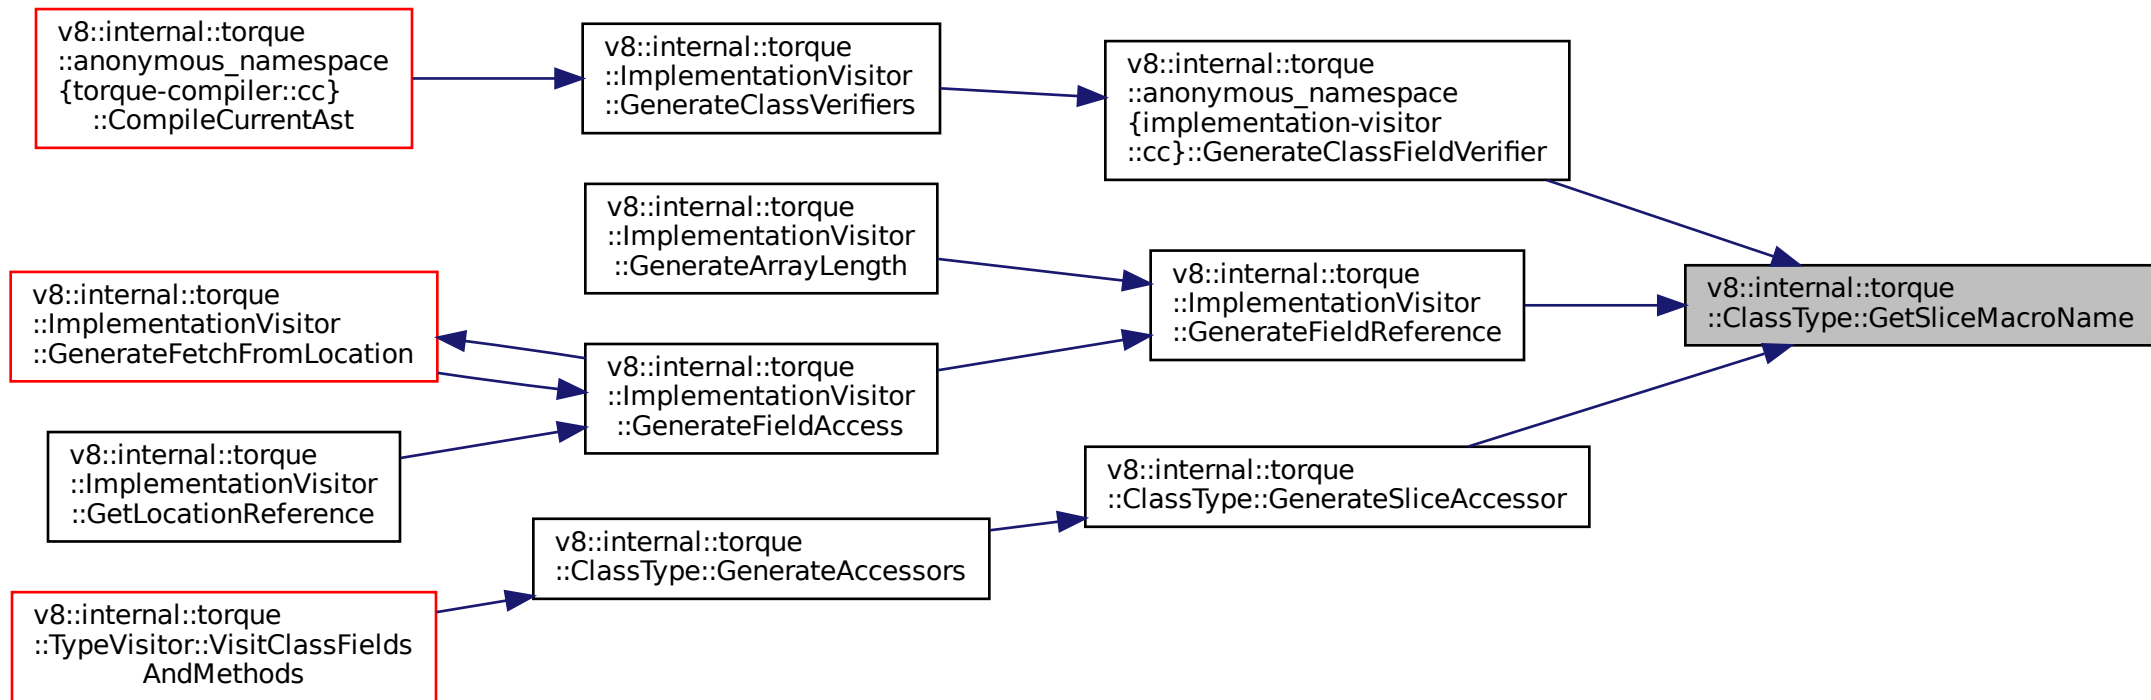 v8::internal::torque
::anonymous_namespace
{torque-compiler::cc}
::CompileCurrentAst
v8::internal::torque
::ImplementationVisitor
::GenerateClassVerifiers
v8::internal::torque
::anonymous_namespace
{implementation-visitor
::cc}::GenerateClassFieldVerifier
v8::internal::torque
::ImplementationVisitor
::GenerateArrayLength
v8::internal::torque
::ImplementationVisitor
::GenerateFetchFromLocation
v8::internal::torque
::ImplementationVisitor
::GenerateFieldReference
v8::internal::torque
::ClassType::GetSliceMacroName
v8::internal::torque
::ImplementationVisitor
::GenerateFieldAccess
v8::internal::torque
::ImplementationVisitor
::GetLocationReference
v8::internal::torque
::ClassType::GenerateSliceAccessor
v8::internal::torque
::ClassType::GenerateAccessors
v8::internal::torque
::TypeVisitor::VisitClassFields
AndMethods